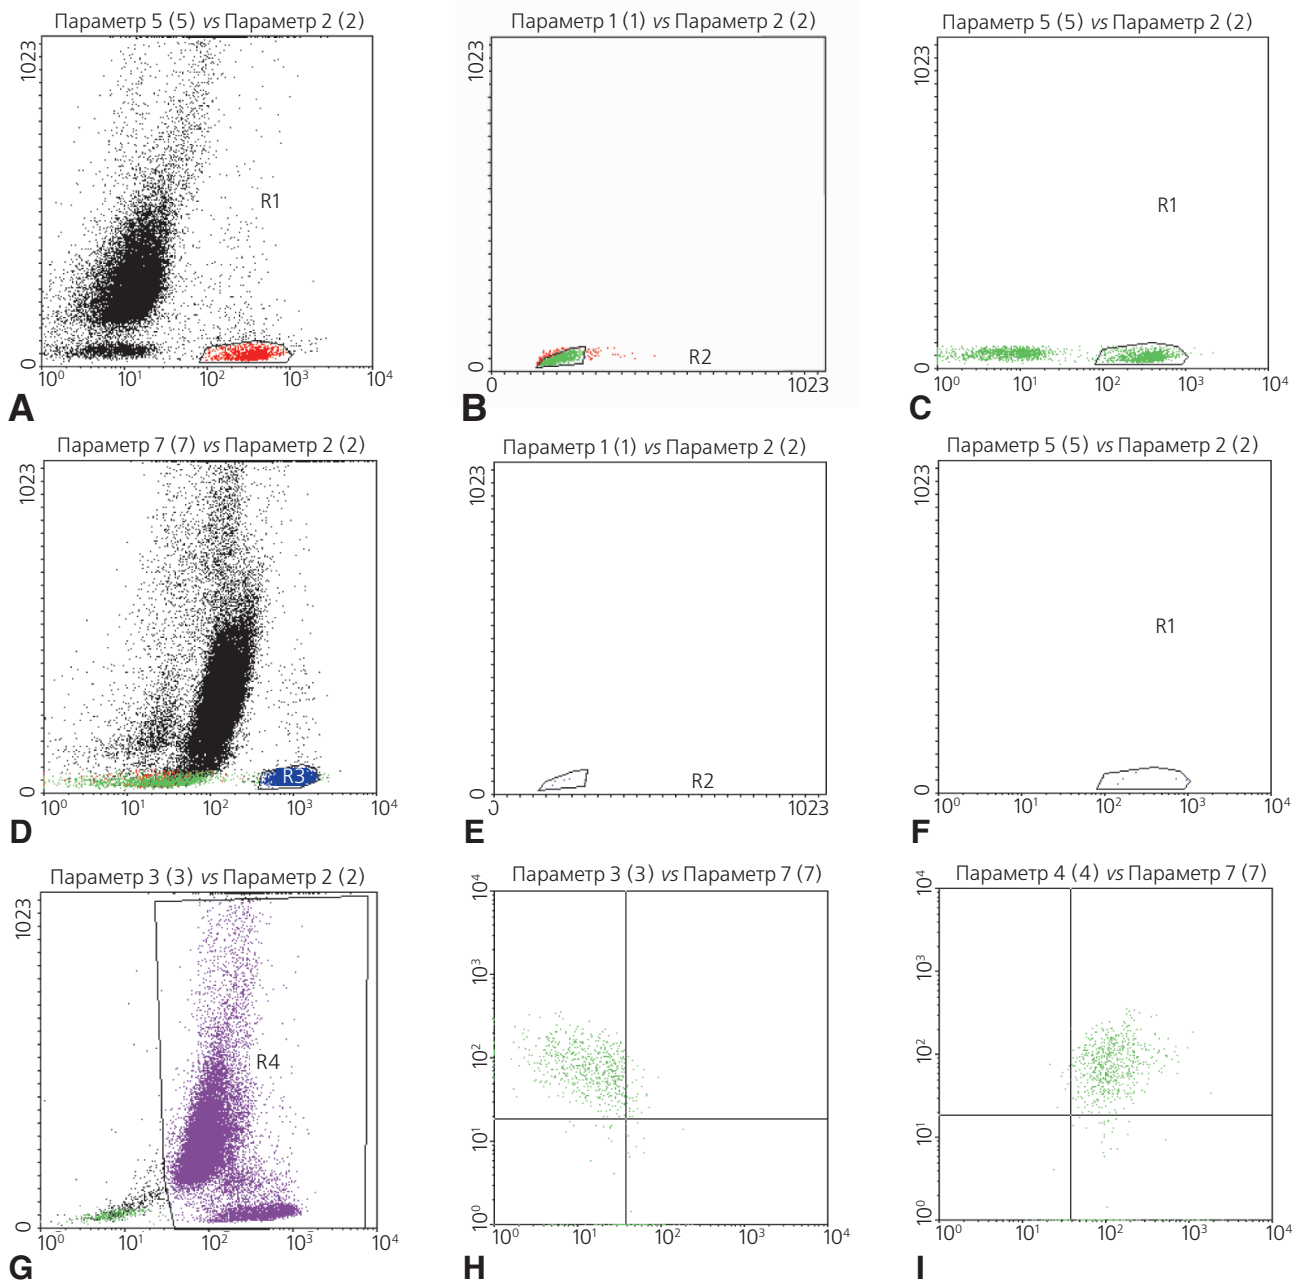 Параметр 5 (5) vs Параметр 2 (2)
1023
R1
0
10⁰ 10¹ 10² 10³ 10⁴
A
Параметр 1 (1) vs Параметр 2 (2)
1023
R2
0
0 1023
B
Параметр 5 (5) vs Параметр 2 (2)
1023
R1
0
10⁰ 10¹ 10² 10³ 10⁴
C
Параметр 7 (7) vs Параметр 2 (2)
1023
R3
0
10⁰ 10¹ 10² 10³ 10⁴
D
Параметр 1 (1) vs Параметр 2 (2)
1023
R2
0
0 1023
E
Параметр 5 (5) vs Параметр 2 (2)
1023
R1
0
10⁰ 10¹ 10² 10³ 10⁴
F
Параметр 3 (3) vs Параметр 2 (2)
1023
R4
0
10⁰ 10¹ 10² 10³ 10⁴
G
Параметр 3 (3) vs Параметр 7 (7)
10⁴
10³
10²
10¹
10⁰
10⁰ 10¹ 10² 10³ 10⁴
H
Параметр 4 (4) vs Параметр 7 (7)
10⁴
10³
10²
10¹
10⁰
10⁰ 10¹ 10² 10³ 10⁴
I